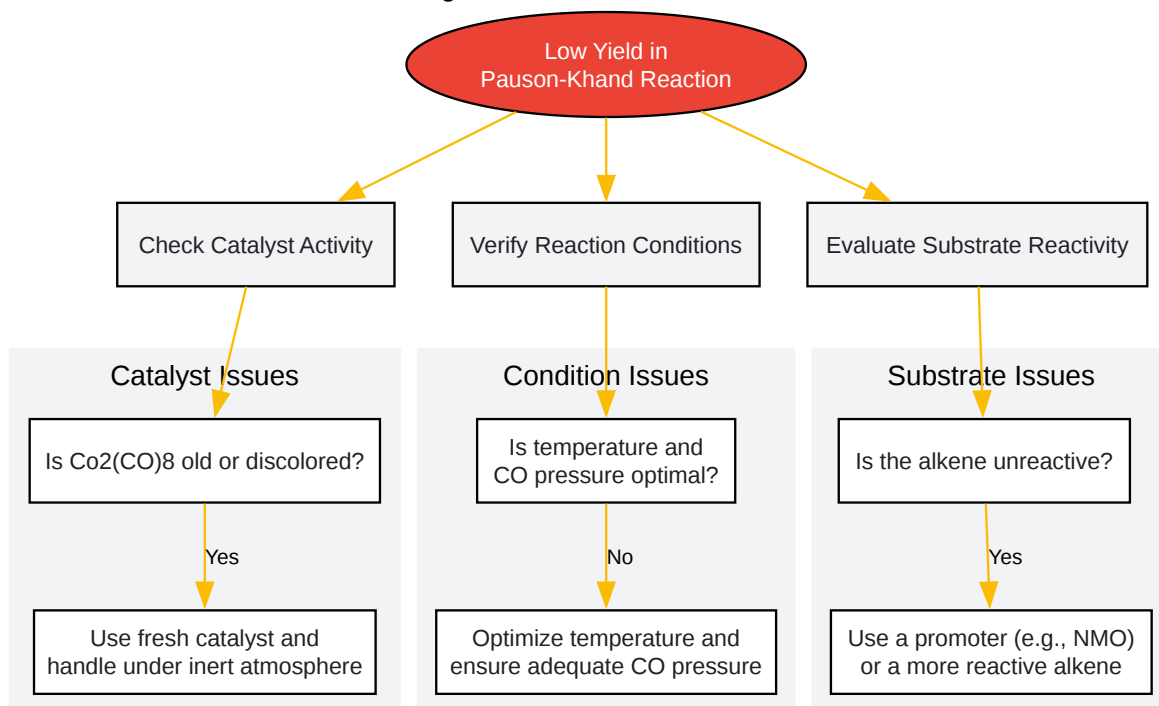 Low Yield in
Pauson-Khand Reaction
Check Catalyst Activity
Verify Reaction Conditions
Evaluate Substrate Reactivity
Catalyst Issues
Condition Issues
Substrate Issues
Is Co2(CO)8 old or discolored?
Is temperature and
CO pressure optimal?
Is the alkene unreactive?
Yes
No
Yes
Use fresh catalyst and
handle under inert atmosphere
Optimize temperature and
ensure adequate CO pressure
Use a promoter (e.g., NMO)
or a more reactive alkene